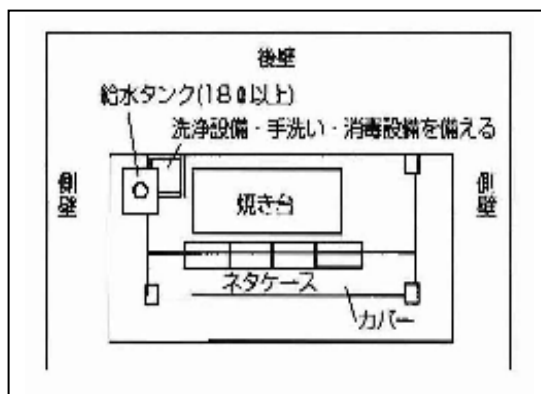 後壁
給水タンク(18ℓ以上)
洗浄設備・手洗い・消毒設備を備える
側壁
焼き台
側壁
ネタケース
カバー